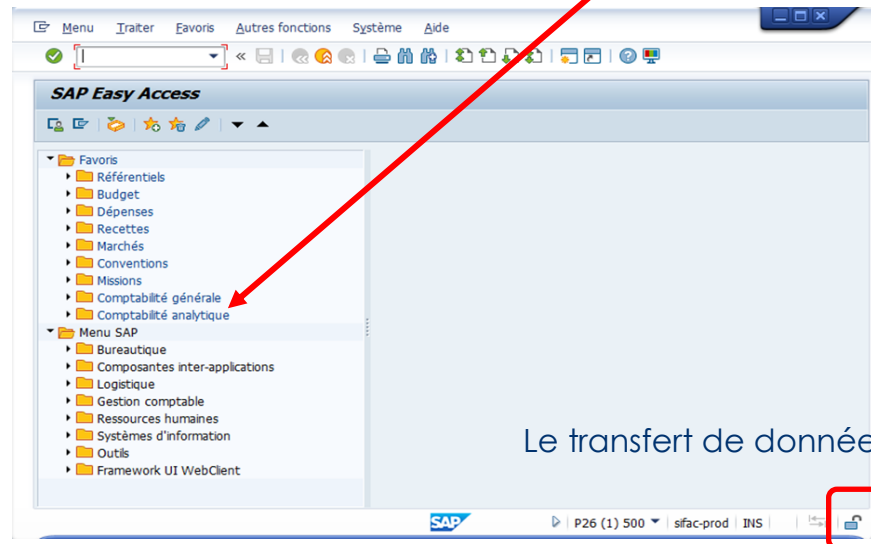 Menu Traiter Favoris Autres fonctions Système Aide
SAP Easy Access
Favoris
Référentiels
Budget
Dépenses
Recettes
Marchés
Conventions
Missions
Comptabilité générale
Comptabilité analytique
Menu SAP
Bureautique
Composantes inter-applications
Logistique
Gestion comptable
Ressources humaines
Systèmes d'information
Outils
Framework UI WebClient
Le transfert de donnée
SAP P26 (1) 500 sifac-prod INS